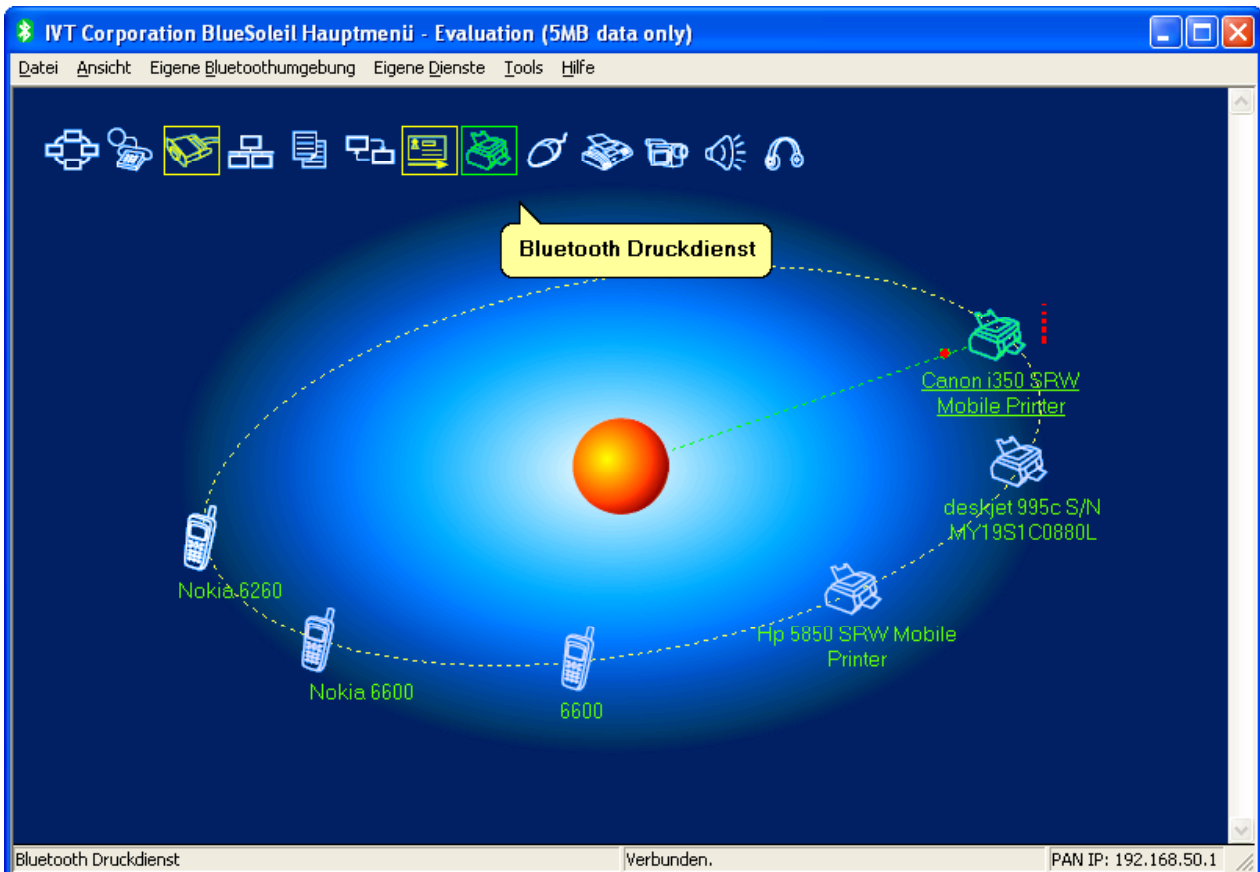 IVT Corporation BlueSoleil Hauptmenü - Evaluation (5MB data only)
Datei Ansicht Eigene Bluetoothumgebung Eigene Dienste Tools Hilfe
Bluetooth Druckdienst
Canon i350 SRW
Mobile Printer
deskjet 995c S/N
MY19S1C0880L
Nokia 6260
Hp 5850 SRW Mobile
Printer
Nokia 6600
6600
Bluetooth Druckdienst Verbunden. PAN IP: 192.168.50.1